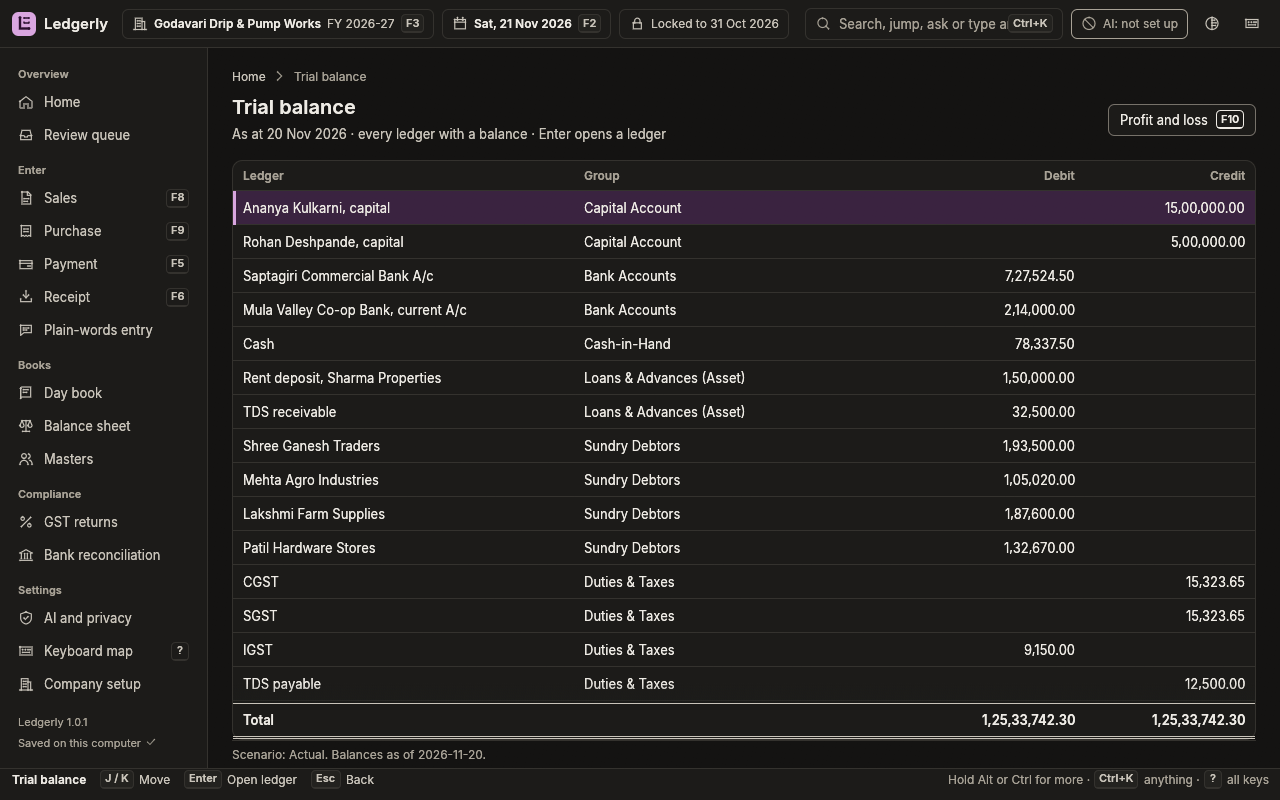 Ledgerly
Godavari Drip & Pump Works FY 2026-27 F3
Sat, 21 Nov 2026 F2
Locked to 31 Oct 2026
Search, jump, ask or type a Ctrl+K
AI: not set up
Overview
Home
Review queue
Enter
Sales F8
Purchase F9
Payment F5
Receipt F6
Plain-words entry
Books
Day book
Balance sheet
Masters
Compliance
GST returns
Bank reconciliation
Settings
AI and privacy
Keyboard map ?
Company setup
Ledgerly 1.0.1
Saved on this computer
Home Trial balance
Trial balance
As at 20 Nov 2026 · every ledger with a balance · Enter opens a ledger
Profit and loss F10
Ledger Group Debit Credit
Ananya Kulkarni, capital Capital Account 15,00,000.00
Rohan Deshpande, capital Capital Account 5,00,000.00
Saptagiri Commercial Bank A/c Bank Accounts 7,27,524.50
Mula Valley Co-op Bank, current A/c Bank Accounts 2,14,000.00
Cash Cash-in-Hand 78,337.50
Rent deposit, Sharma Properties Loans & Advances (Asset) 1,50,000.00
TDS receivable Loans & Advances (Asset) 32,500.00
Shree Ganesh Traders Sundry Debtors 1,93,500.00
Mehta Agro Industries Sundry Debtors 1,05,020.00
Lakshmi Farm Supplies Sundry Debtors 1,87,600.00
Patil Hardware Stores Sundry Debtors 1,32,670.00
CGST Duties & Taxes 15,323.65
SGST Duties & Taxes 15,323.65
IGST Duties & Taxes 9,150.00
TDS payable Duties & Taxes 12,500.00
Total 1,25,33,742.30 1,25,33,742.30
Scenario: Actual. Balances as of 2026-11-20.
Trial balance J / K Move Enter Open ledger Esc Back
Hold Alt or Ctrl for more · Ctrl+K anything · ? all keys